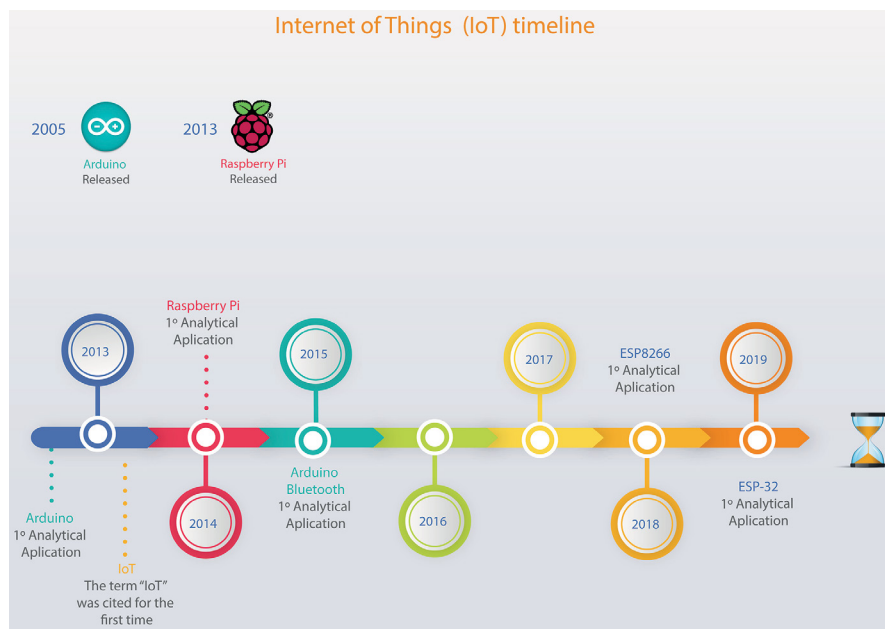 Internet of Things (IoT) timeline
2005
Arduino
Released
2013
Raspberry Pi
Released
®
2013
Arduino
1º Analytical
Aplication
IoT
The term “IoT”
was cited for the
first time
Raspberry Pi
1º Analytical
Aplication
2014
2015
Arduino
Bluetooth
1º Analytical
Aplication
2016
2017
ESP8266
1º Analytical
Aplication
2018
2019
ESP-32
1º Analytical
Aplication